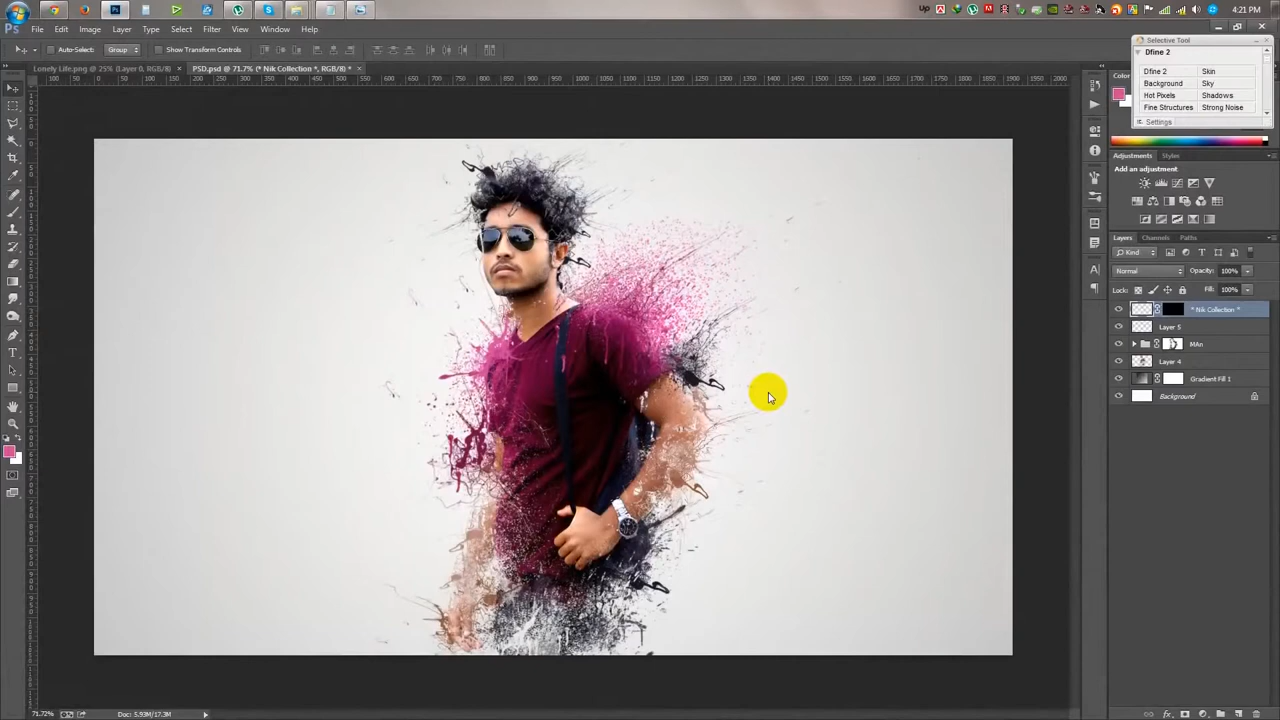 4:21 PM
Ps File Edit Image Layer Type Select Filter View Window Help
Auto-Select: Group Show Transform Controls
Lonely Life.png @ 25% (Layer 0, RGB/8) × PSD.psd @ 71.7% (* Nik Collection *, RGB/8) * ×
Selective Tool
Dfine 2
Dfine 2 Skin
Background Sky
Hot Pixels Shadows
Fine Structures Strong Noise
Settings
Color
Adjustments Styles
Add an adjustment
Layers Channels Paths
Kind
Normal Opacity: 100%
Lock: Fill: 100%
* Nik Collection *
Layer 5
MAn
Layer 4
Gradient Fill 1
Background
71.72% Doc: 5.93M/17.3M